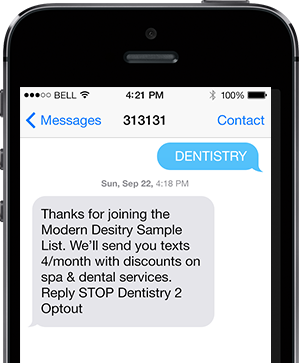 BELL 4:21 PM 100%
Messages 313131 Contact
DENTISTRY
Sun, Sep 22, 4:18 PM
Thanks for joining the
Modern Desitry Sample
List. We'll send you texts
4/month with discounts on
spa & dental services.
Reply STOP Dentistry 2
Optout